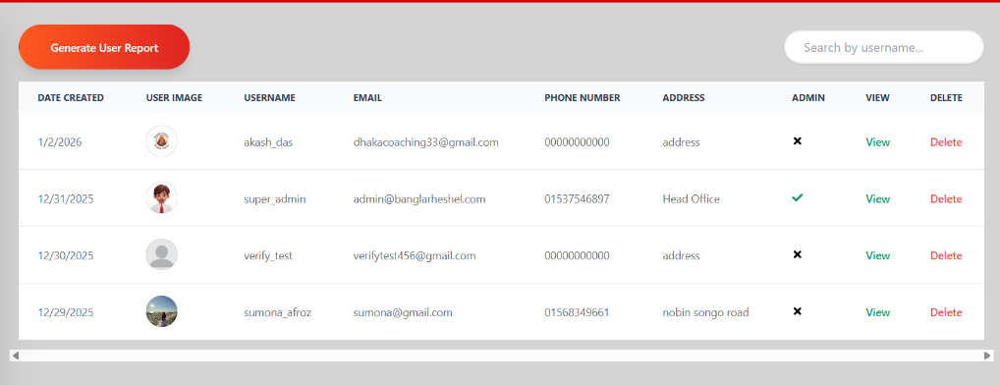 Generate User Report
Search by username...
DATE CREATED USER IMAGE USERNAME EMAIL PHONE NUMBER ADDRESS ADMIN VIEW DELETE
1/2/2026 akash_das dhakacoaching33@gmail.com 00000000000 address View Delete
12/31/2025 super_admin admin@banglarheshel.com 01537546897 Head Office View Delete
12/30/2025 verify_test verifytest456@gmail.com 00000000000 address View Delete
12/29/2025 sumona_afroz sumona@gmail.com 01568349661 nobin songo road View Delete